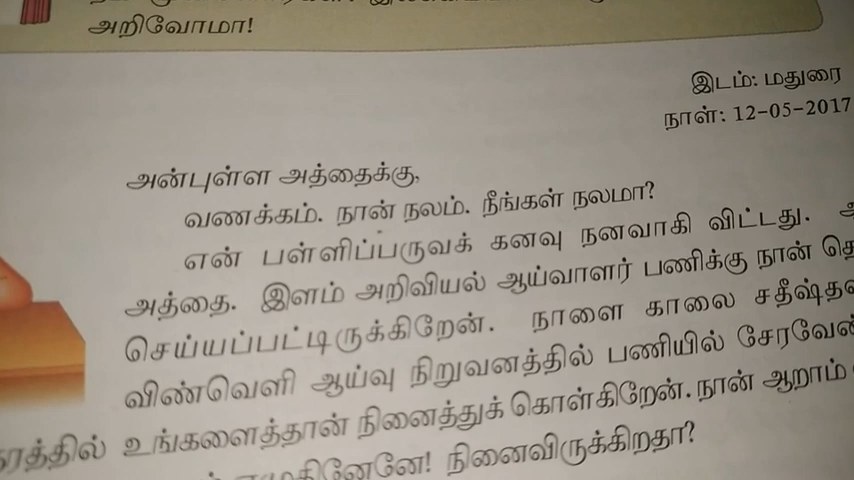 அறிவோமா!
இடம்: மதுரை
நாள்: 12-05-2017
அன்புள்ள அத்தைக்கு,
வணக்கம். நான் நலம். நீங்கள் நலமா?
என் பள்ளிப்பருவக் கனவு நனவாகி விட்டது.
அத்தை. இளம் அறிவியல் ஆய்வாளர் பணிக்கு நான்
செய்யப்பட்டிருக்கிறேன். நாளை காலை
விண்வெளி ஆய்வு நிறுவனத்தில் பணியில்
உங்களைத்தான் நினைத்துக் கொள்கிறேன். நான் ஆறாம்
நினைவிருக்கிறதா?